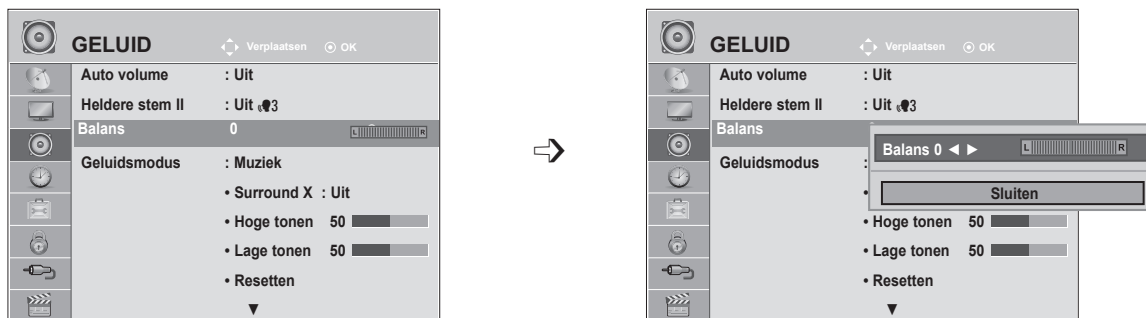 GELUID
Verplaatsen OK
Auto volume : Uit
Heldere stem II : Uit 3
Balans 0 L R
Geluidsmodus : Muziek
• Surround X : Uit
• Hoge tonen 50
• Lage tonen 50
• Resetten
▼
GELUID
Verplaatsen OK
Auto volume : Uit
Heldere stem II : Uit 3
Balans
Balans 0 ◄ ► L R
Geluidsmodus :
Sluiten
•
• Hoge tonen 50
• Lage tonen 50
• Resetten
▼